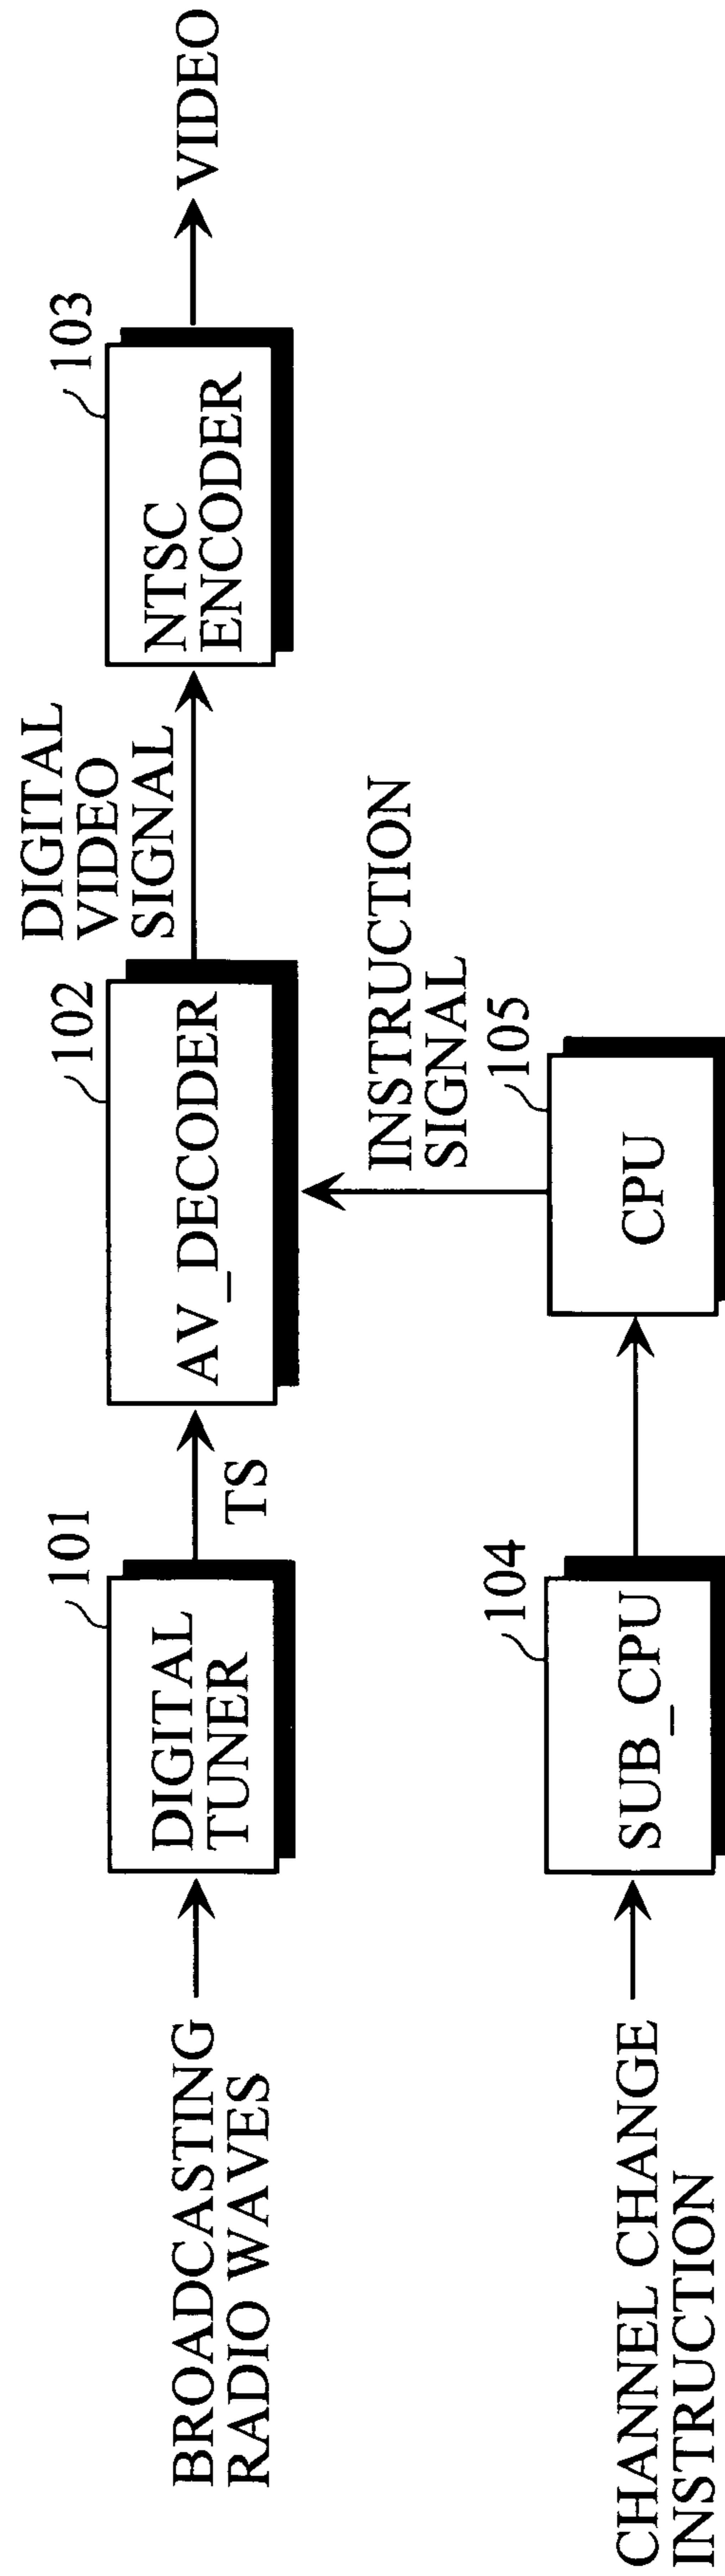 BROADCASTING
RADIO WAVES
101
DIGITAL
TUNER
TS
102
AV_DECODER
DIGITAL
VIDEO
SIGNAL
103
NTSC
ENCODER
VIDEO
CHANNEL CHANGE
INSTRUCTION
104
SUB_CPU
105
CPU
INSTRUCTION
SIGNAL